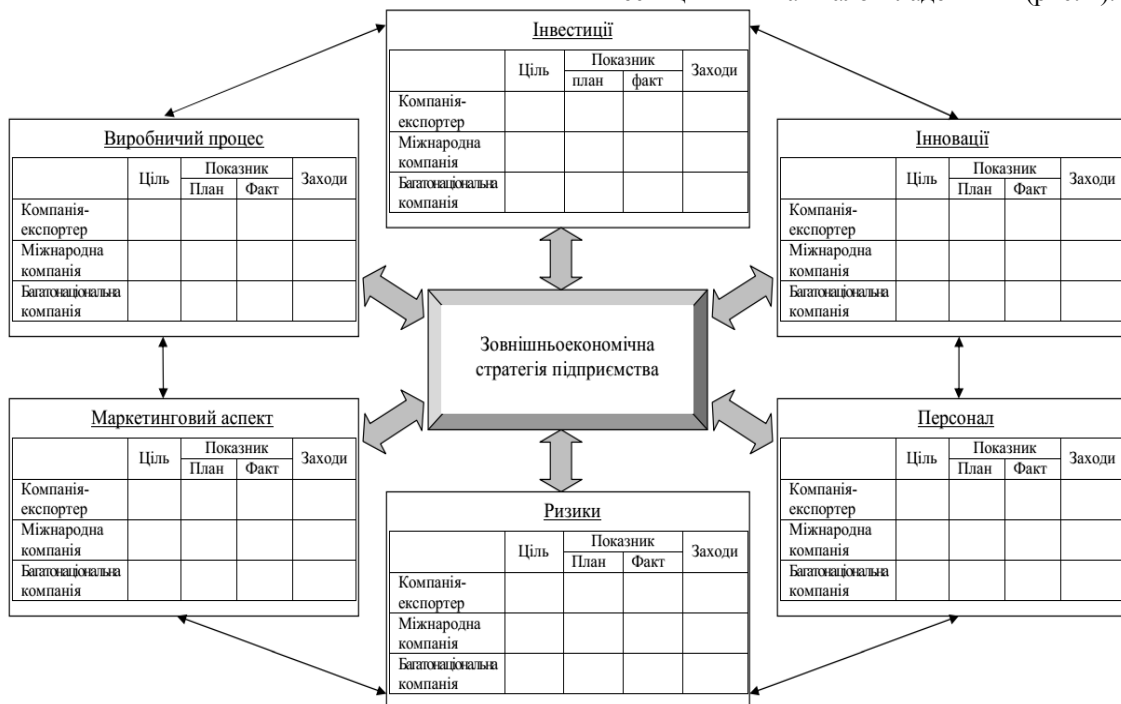 Інвестиції
Ціль Показник Заходи
план факт
Компанія-
експортер
Міжнародна
компанія
Багатонаціональна
компанія
Виробничий процес
Ціль Показник Заходи
План Факт
Компанія-
експортер
Міжнародна
компанія
Багатонаціональна
компанія
Інновації
Ціль Показник Заходи
План Факт
Компанія-
експортер
Міжнародна
компанія
Багатонаціональна
компанія
Зовнішньоекономічна
стратегія підприємства
Маркетинговий аспект
Ціль Показник Заходи
План Факт
Компанія-
експортер
Міжнародна
компанія
Багатонаціональна
компанія
Персонал
Ціль Показник Заходи
План Факт
Компанія-
експортер
Міжнародна
компанія
Багатонаціональна
компанія
Ризики
Ціль Показник Заходи
План Факт
Компанія-
експортер
Міжнародна
компанія
Багатонаціональна
компанія